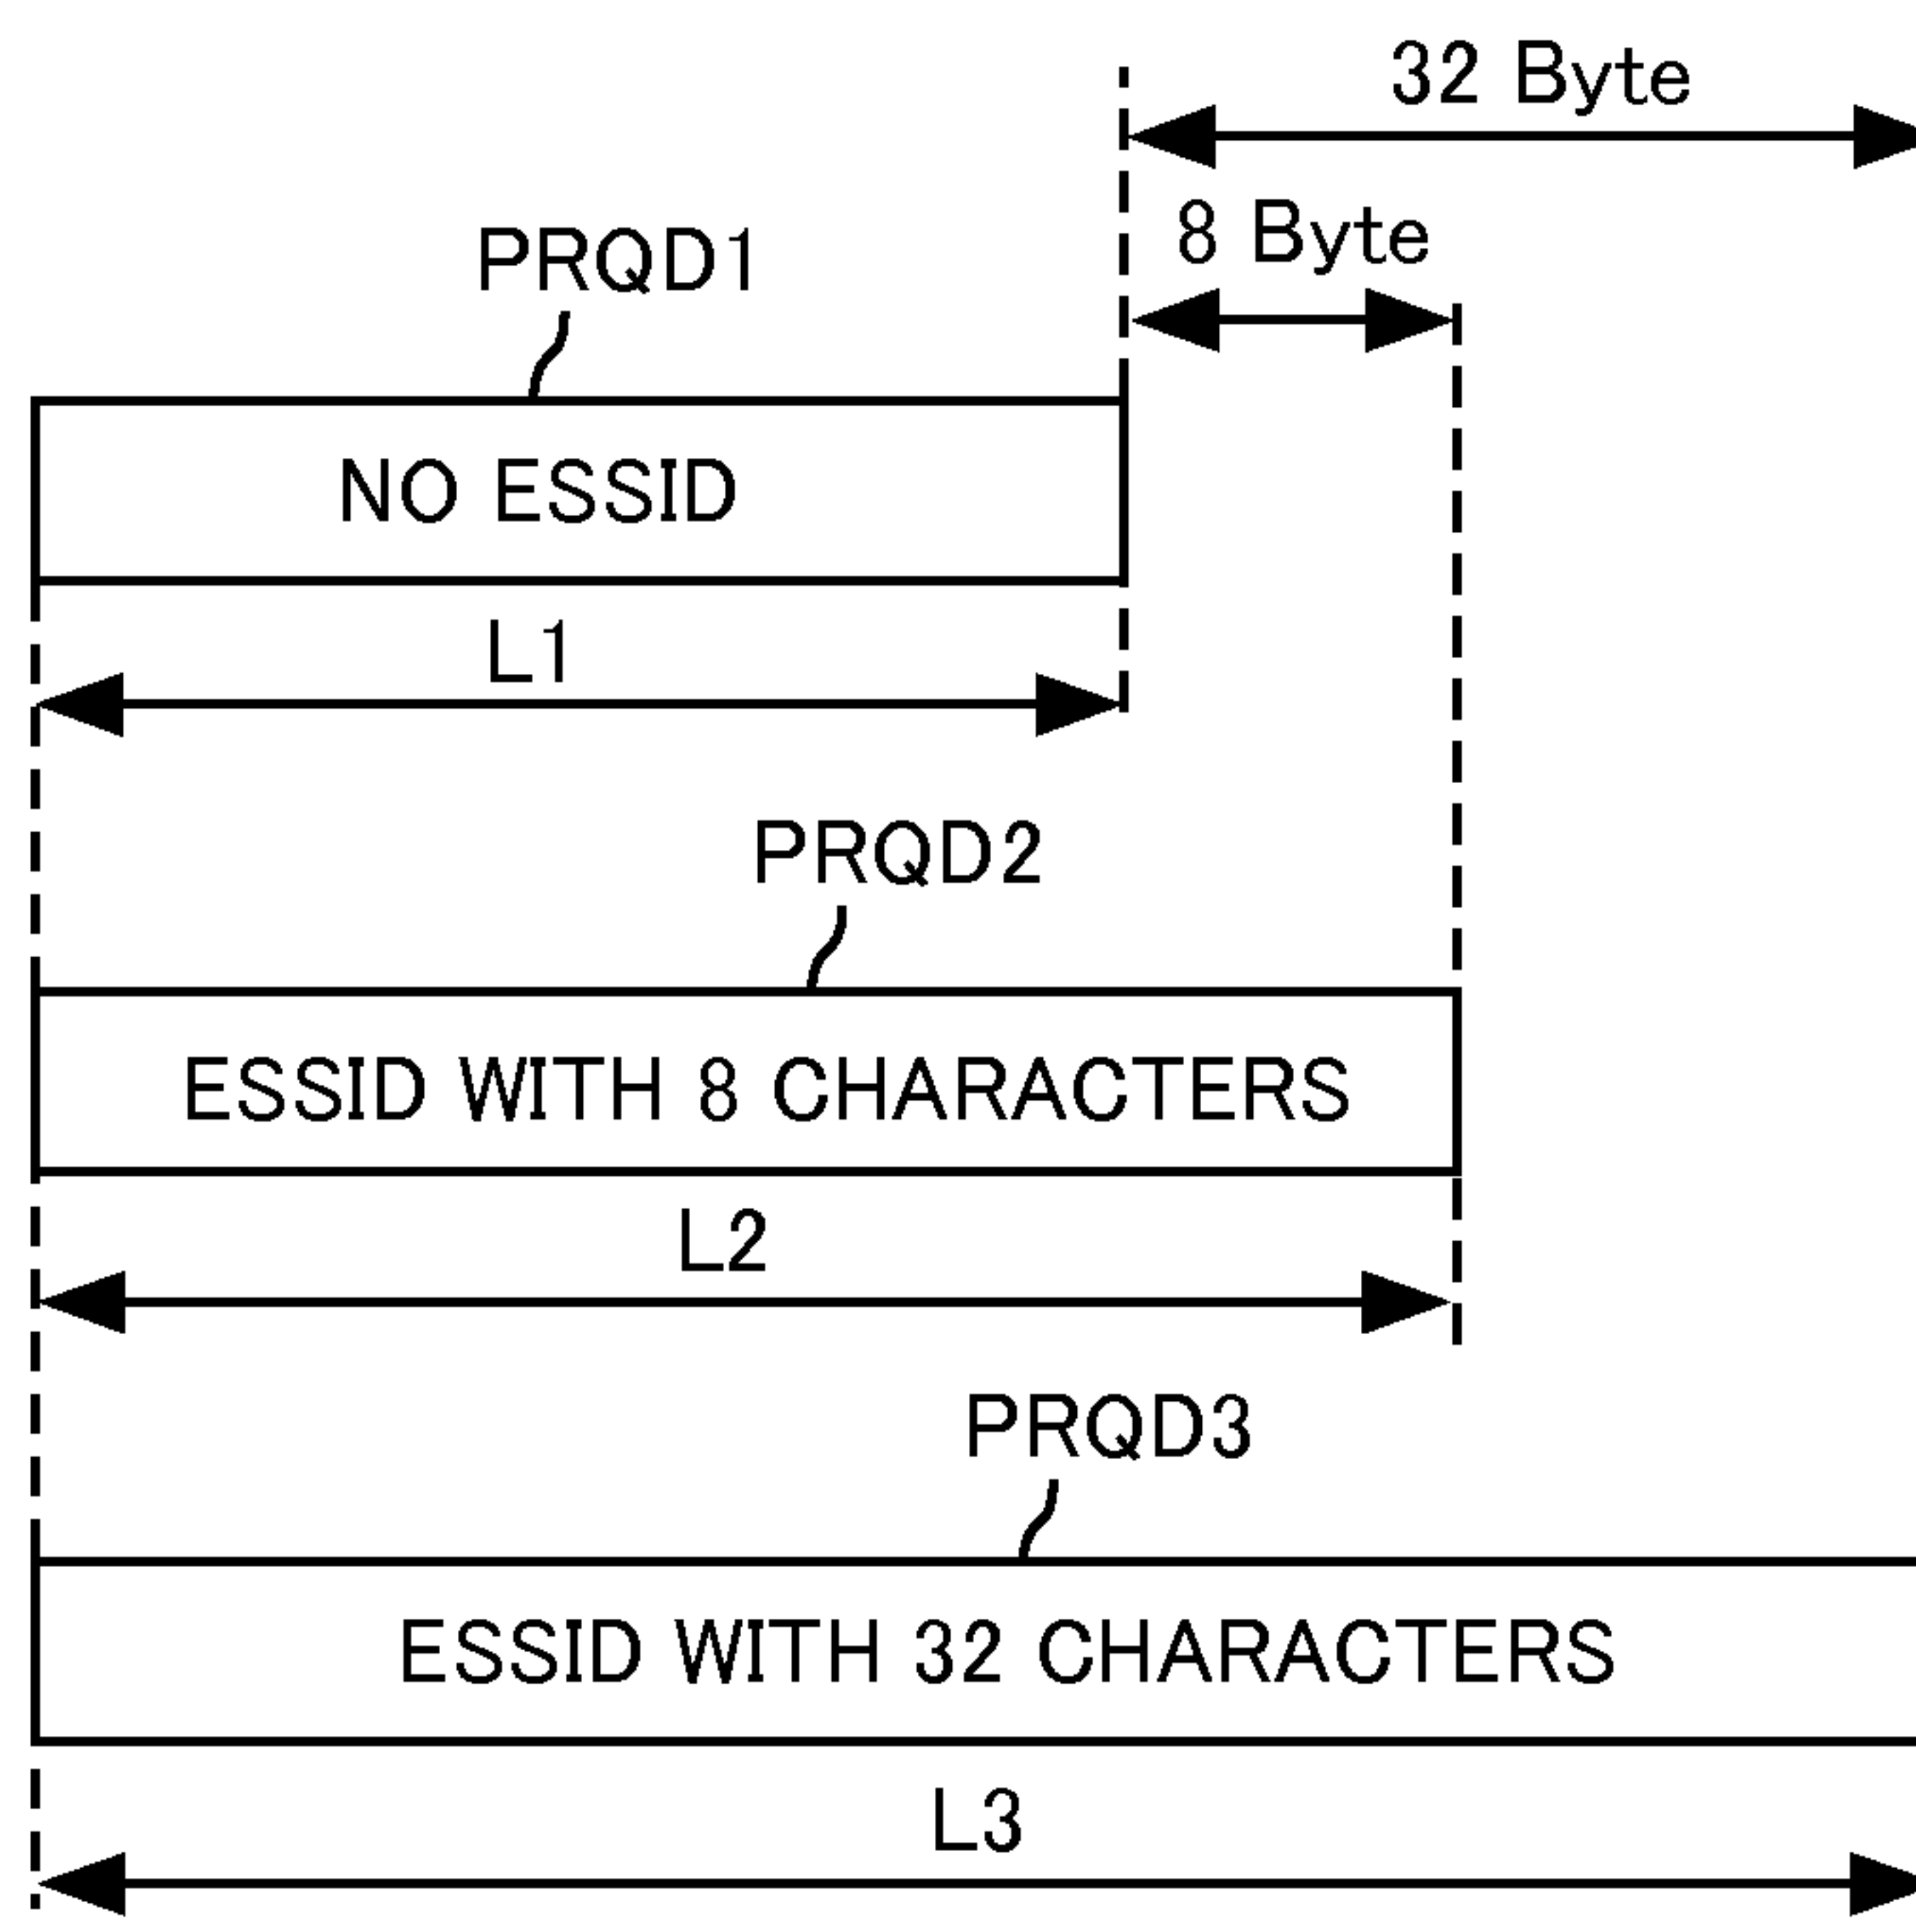 32 Byte
8 Byte
PRQD1
NO ESSID
L1
PRQD2
ESSID WITH 8 CHARACTERS
L2
PRQD3
ESSID WITH 32 CHARACTERS
L3